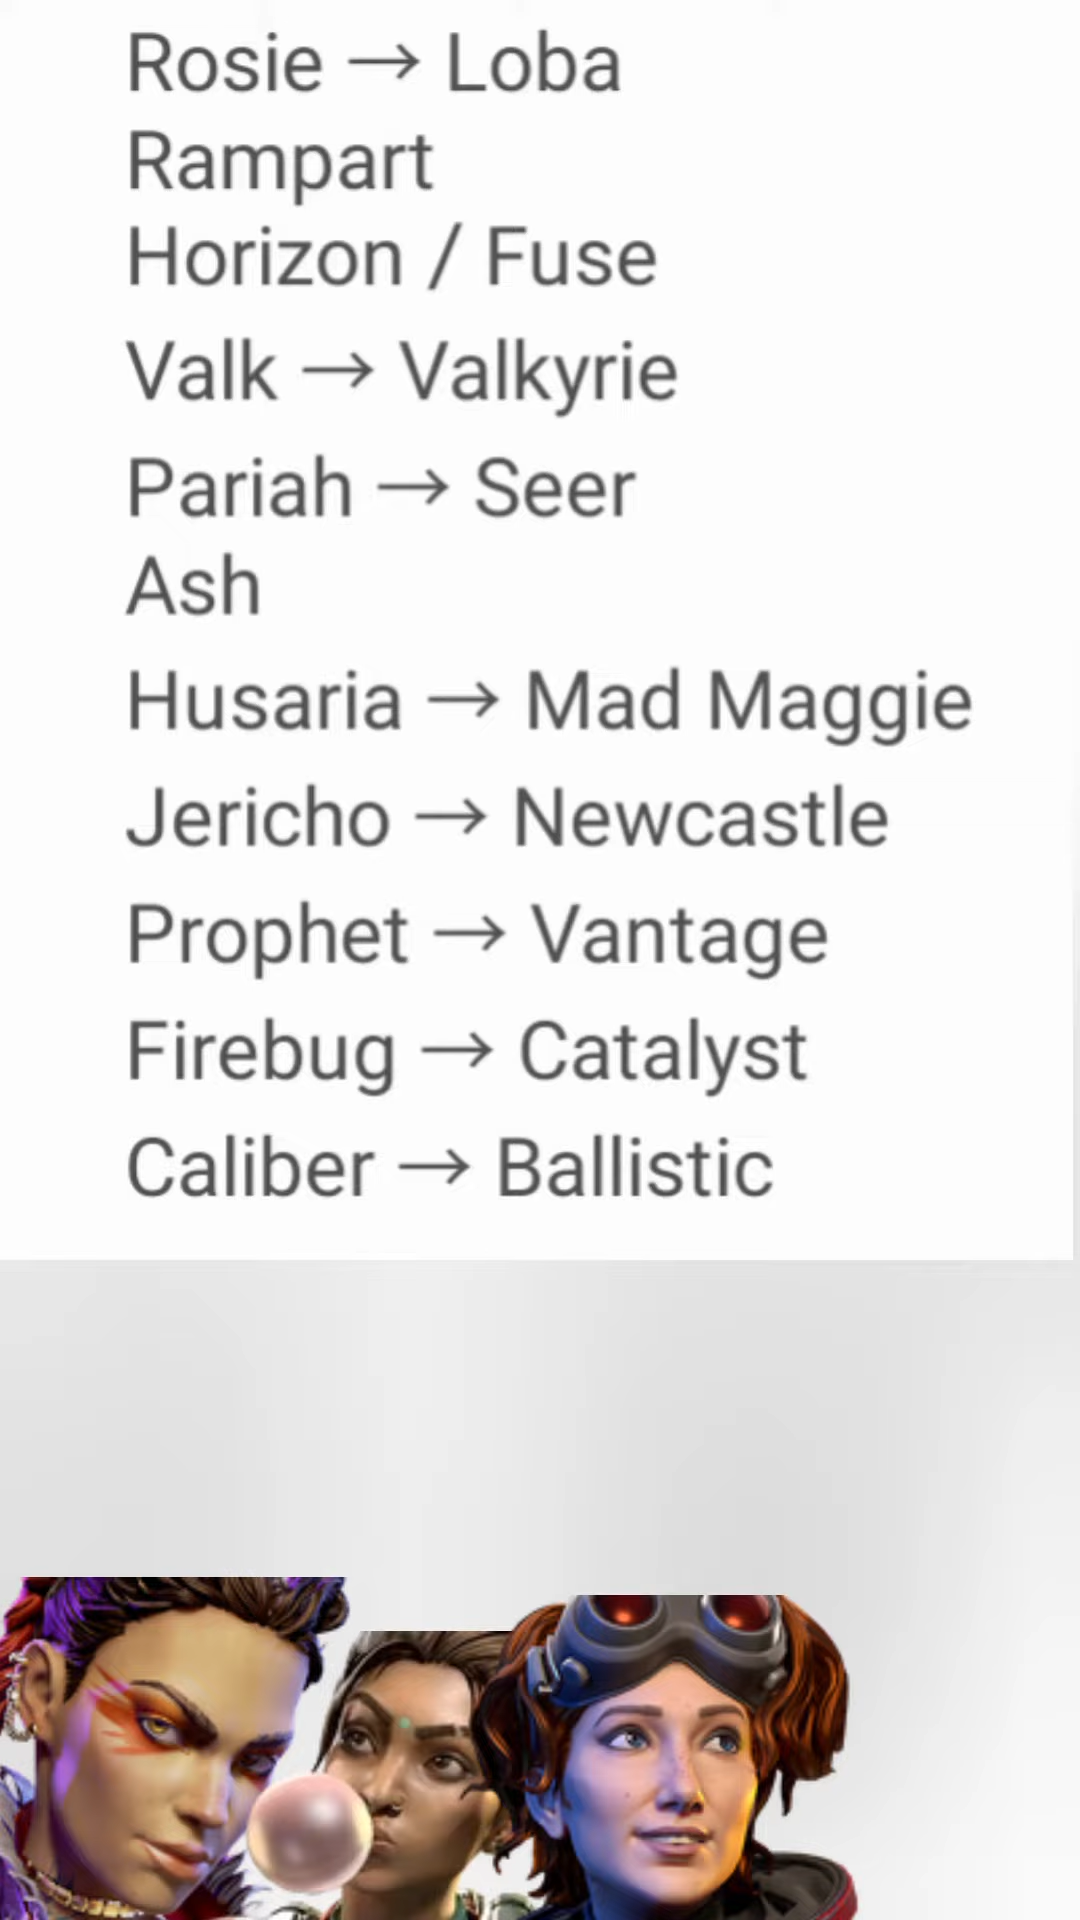 Rosie → Loba
Rampart
Horizon / Fuse
Valk → Valkyrie
Pariah → Seer
Ash
Husaria → Mad Maggie
Jericho → Newcastle
Prophet → Vantage
Firebug → Catalyst
Caliber → Ballistic